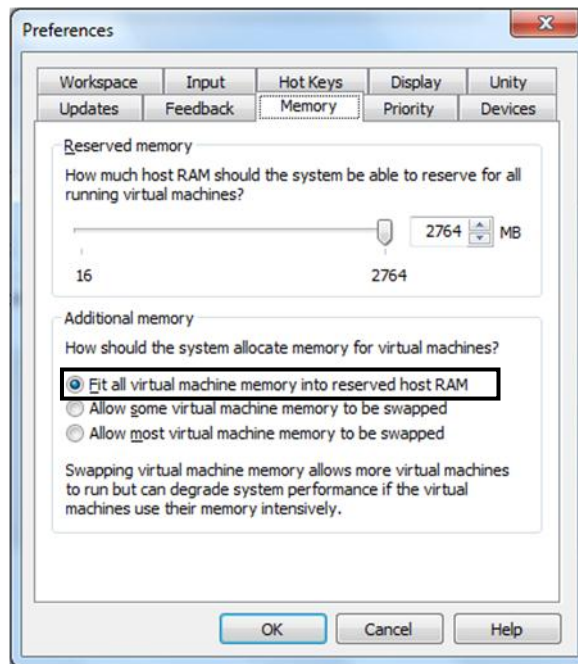 Preferences
Workspace Input Hot Keys Display Unity
Updates Feedback Memory Priority Devices
Reserved memory
How much host RAM should the system be able to reserve for all
running virtual machines?
2764 MB
16 2764
Additional memory
How should the system allocate memory for virtual machines?
Fit all virtual machine memory into reserved host RAM
Allow some virtual machine memory to be swapped
Allow most virtual machine memory to be swapped
Swapping virtual machine memory allows more virtual machines
to run but can degrade system performance if the virtual
machines use their memory intensively.
OK Cancel Help